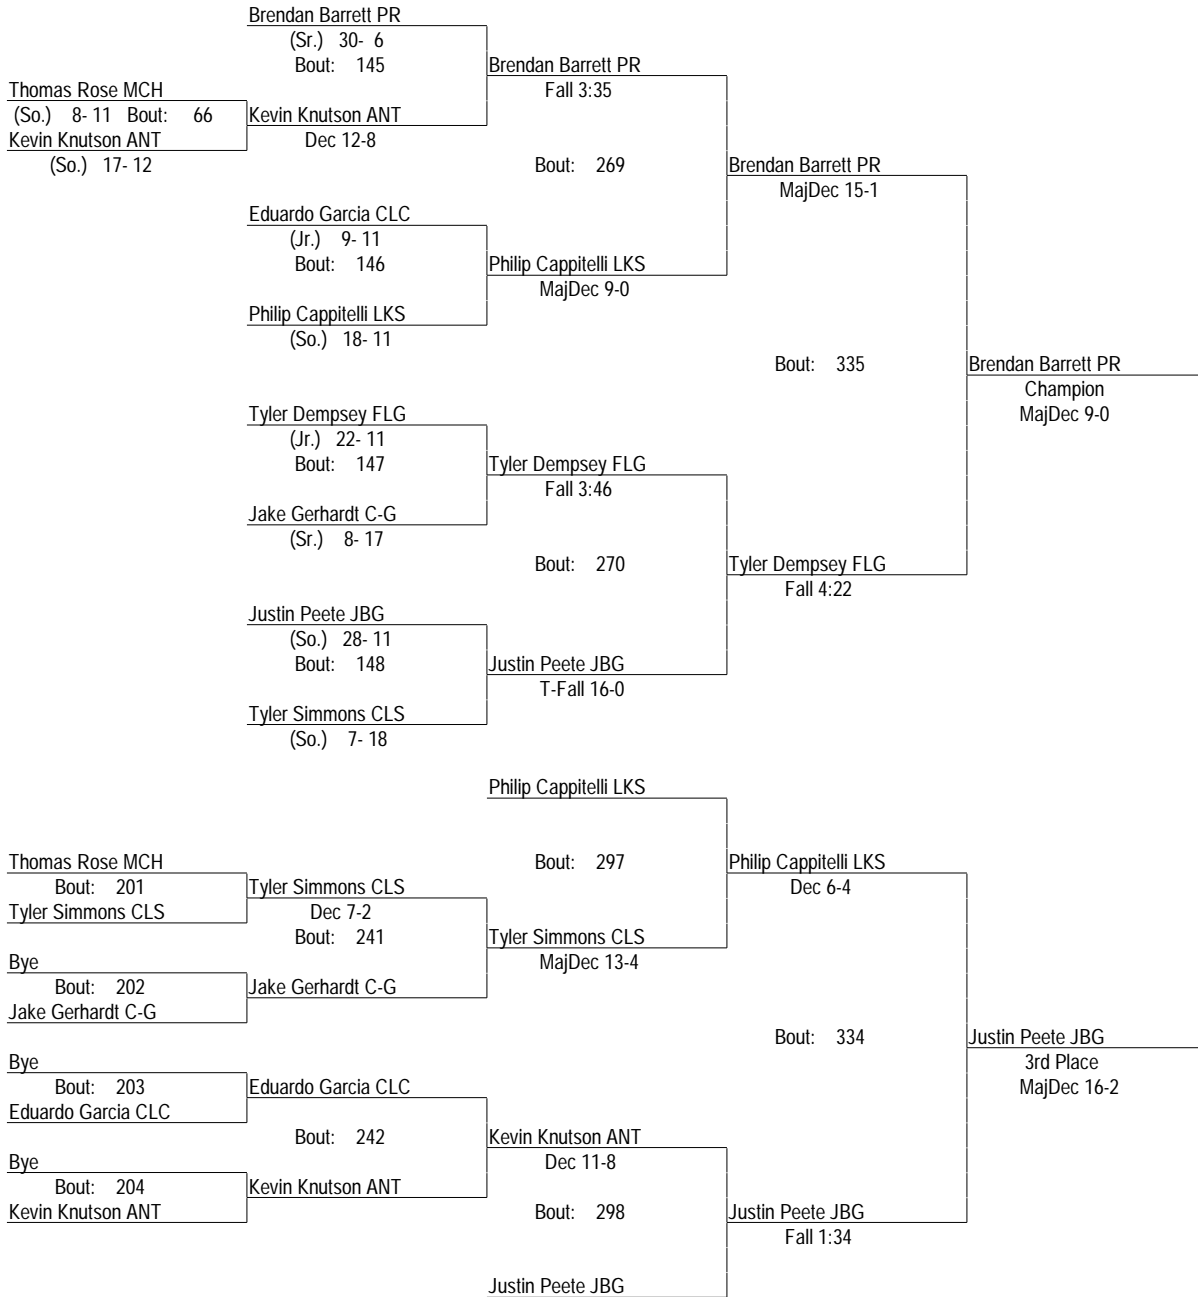 Brendan Barrett PR
(Sr.) 30- 6
Bout: 145
Brendan Barrett PR
Fall 3:35
Thomas Rose MCH
(So.) 8- 11 Bout: 66
Kevin Knutson ANT
Dec 12-8
Kevin Knutson ANT
(So.) 17- 12
Bout: 269
Brendan Barrett PR
MajDec 15-1
Eduardo Garcia CLC
(Jr.) 9- 11
Bout: 146
Philip Cappitelli LKS
MajDec 9-0
Philip Cappitelli LKS
(So.) 18- 11
Bout: 335
Brendan Barrett PR
Champion
MajDec 9-0
Tyler Dempsey FLG
(Jr.) 22- 11
Bout: 147
Tyler Dempsey FLG
Fall 3:46
Jake Gerhardt C-G
(Sr.) 8- 17
Bout: 270
Tyler Dempsey FLG
Fall 4:22
Justin Peete JBG
(So.) 28- 11
Bout: 148
Justin Peete JBG
T-Fall 16-0
Tyler Simmons CLS
(So.) 7- 18
Philip Cappitelli LKS
Bout: 297
Philip Cappitelli LKS
Dec 6-4
Thomas Rose MCH
Bout: 201
Tyler Simmons CLS
Tyler Simmons CLS
Dec 7-2
Bout: 241
Tyler Simmons CLS
MajDec 13-4
Bye
Bout: 202
Jake Gerhardt C-G
Jake Gerhardt C-G
Bout: 334
Justin Peete JBG
3rd Place
MajDec 16-2
Bye
Bout: 203
Eduardo Garcia CLC
Eduardo Garcia CLC
Bout: 242
Kevin Knutson ANT
Dec 11-8
Bye
Bout: 204
Kevin Knutson ANT
Kevin Knutson ANT
Bout: 298
Justin Peete JBG
Fall 1:34
Justin Peete JBG